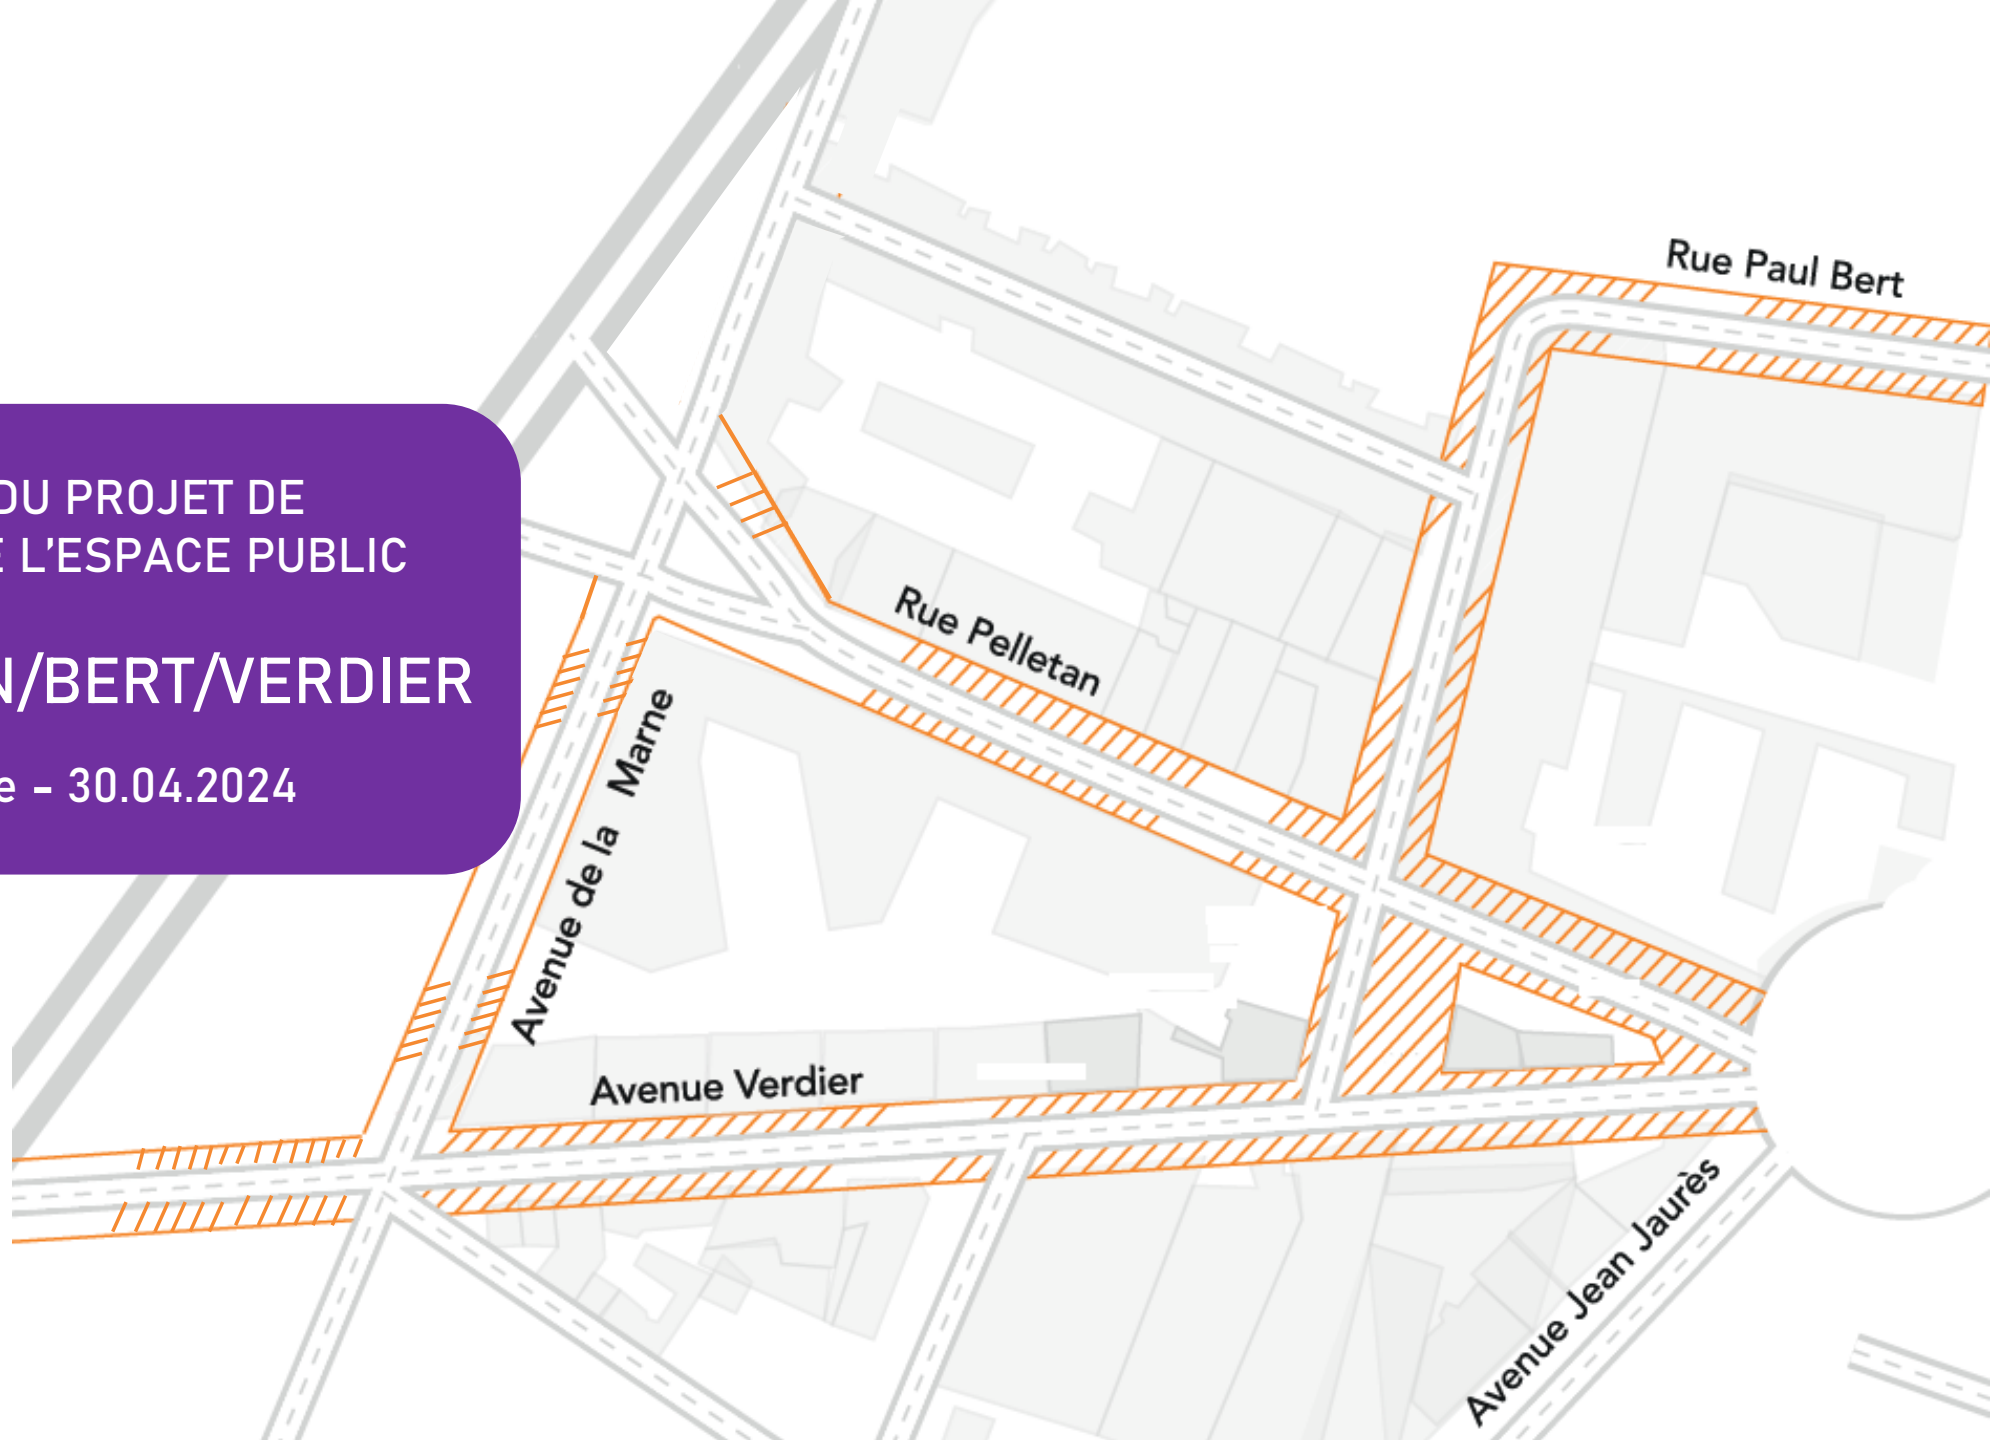 DU PROJET DE
L'ESPACE PUBLIC
N/BERT/VERDIER
e - 30.04.2024
Rue Paul Bert
Rue Pelletan
Avenue de la Marne
Avenue Verdier
Avenue Jean Jaurès